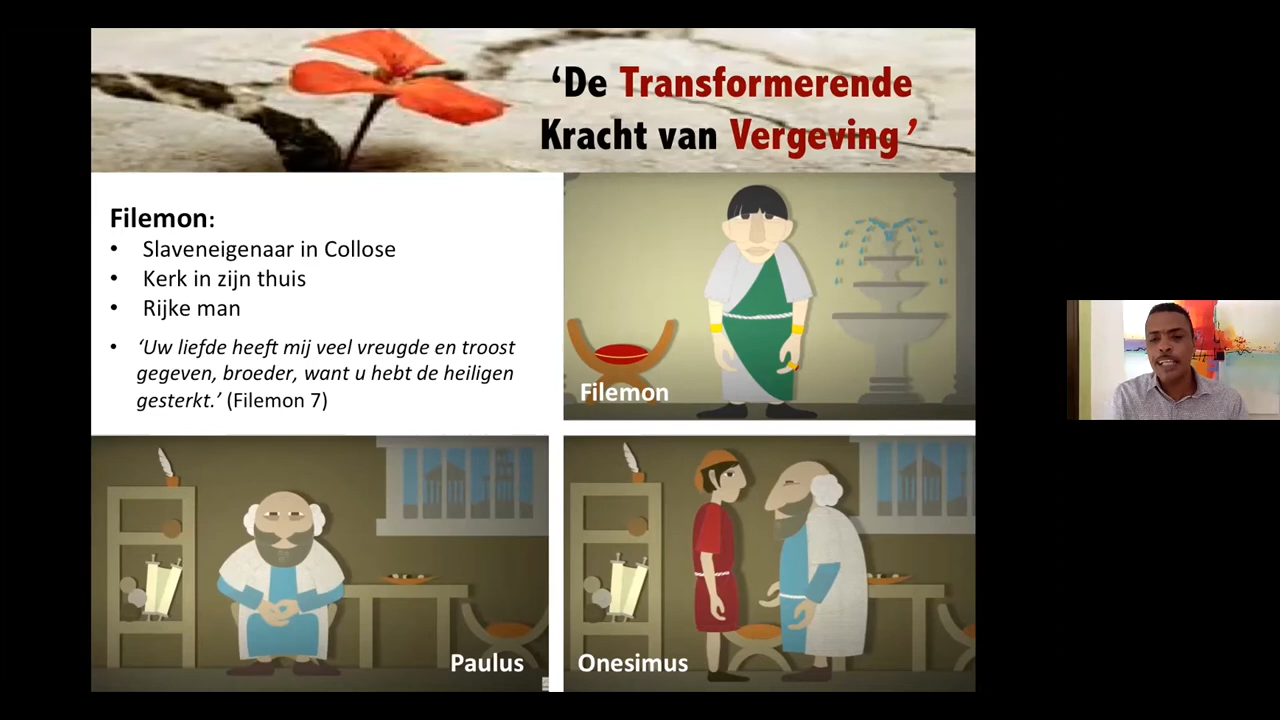 ‘De Transformerende
Kracht van Vergeving’
Filemon:
• Slaveneigenaar in Collose
• Kerk in zijn thuis
• Rijke man
• ‘Uw liefde heeft mij veel vreugde en troost
gegeven, broeder, want u hebt de heiligen
gesterkt.’ (Filemon 7)
Filemon
Paulus
Onesimus